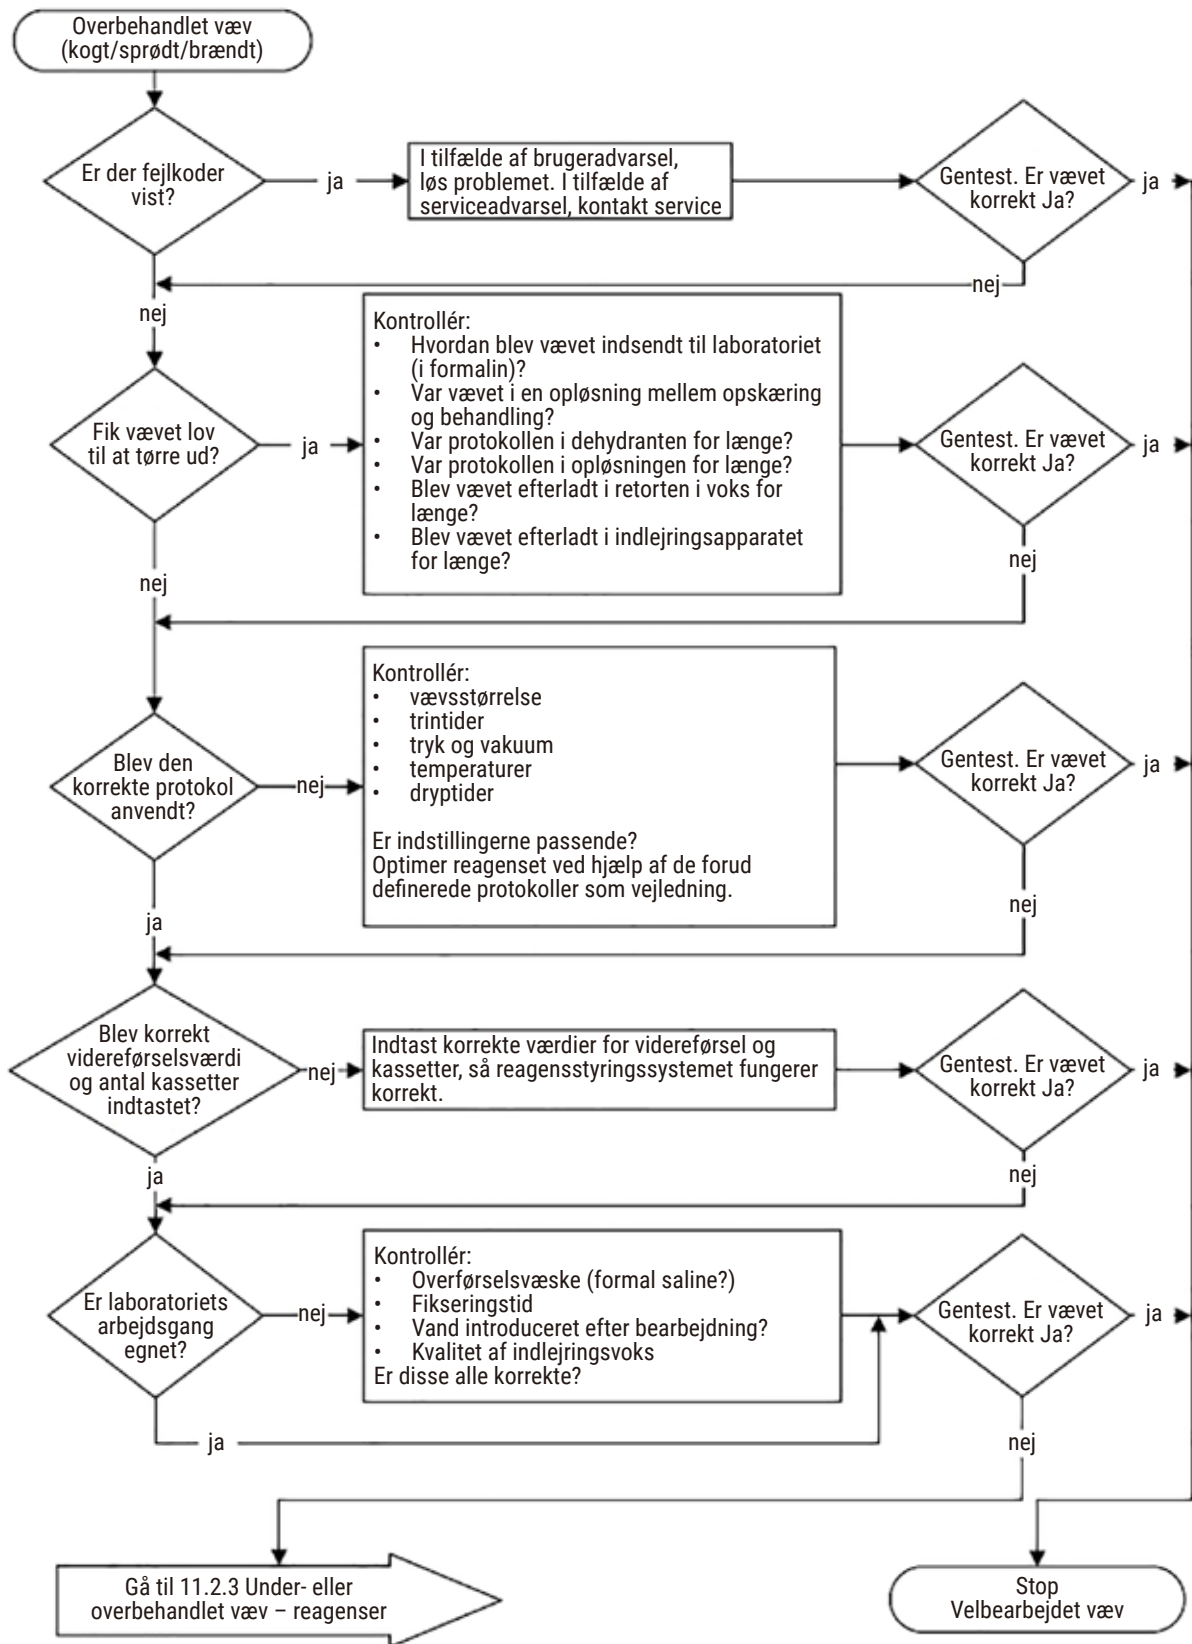 Overbehandlet væv
(kogt/sprødt/brændt)
Er der fejlkoder
vist?
ja
I tilfælde af brugeradvarsel,
løs problemet. I tilfælde af
serviceadvarsel, kontakt service
Gentest. Er vævet
korrekt Ja?
ja
nej
nej
Fik vævet lov
til at tørre ud?
ja
Kontrollér:
• Hvordan blev vævet indsendt til laboratoriet
(i formalin)?
• Var vævet i en opløsning mellem opskæring
og behandling?
• Var protokollen i dehydranten for længe?
• Var protokollen i opløsningen for længe?
• Blev vævet efterladt i retorten i voks for
længe?
• Blev vævet efterladt i indlejringsapparatet
for længe?
Gentest. Er vævet
korrekt Ja?
ja
nej
nej
Blev den
korrekte protokol
anvendt?
nej
Kontrollér:
• vævsstørrelse
• trintider
• tryk og vakuum
• temperaturer
• dryptider
Er indstillingerne passende?
Optimer reagenset ved hjælp af de forud
definerede protokoller som vejledning.
Gentest. Er vævet
korrekt Ja?
ja
nej
ja
Blev korrekt
videreførselsværdi
og antal kassetter
indtastet?
nej
Indtast korrekte værdier for videreførsel og
kassetter, så reagensstyringssystemet fungerer
korrekt.
Gentest. Er vævet
korrekt Ja?
ja
nej
ja
Er laboratoriets
arbejdsgang
egnet?
nej
Kontrollér:
• Overførselsvæske (formal saline?)
• Fikseringstid
• Vand introduceret efter bearbejdning?
• Kvalitet af indlejringsvoks
Er disse alle korrekte?
Gentest. Er vævet
korrekt Ja?
ja
ja
nej
Gå til 11.2.3 Under- eller
overbehandlet væv – reagenser
Stop
Velbearbejdet væv